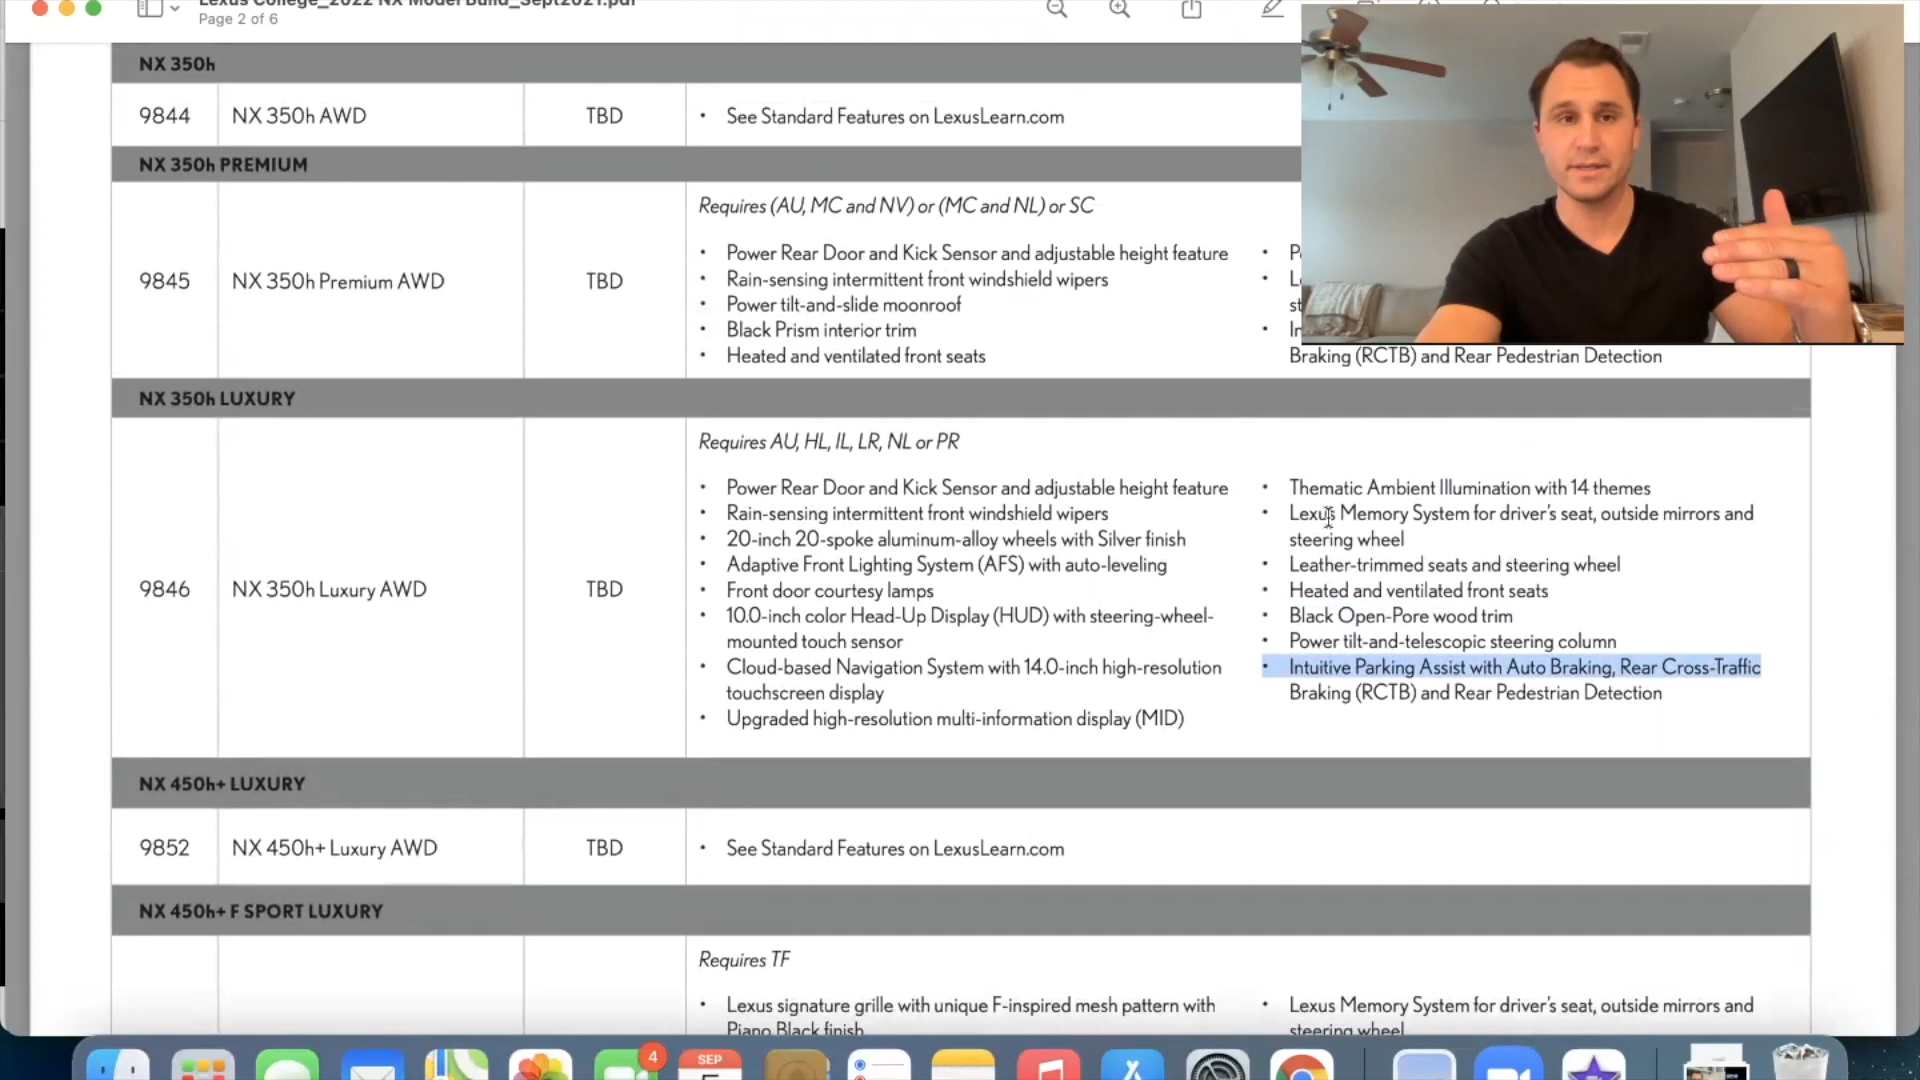 Lexus College_2022 NX Model Build_Sept2021.pdf
Page 2 of 6
NX 350h
9844
NX 350h AWD
TBD
• See Standard Features on LexusLearn.com
NX 350h PREMIUM
9845
NX 350h Premium AWD
TBD
Requires (AU, MC and NV) or (MC and NL) or SC
• Power Rear Door and Kick Sensor and adjustable height feature
• Rain-sensing intermittent front windshield wipers
• Power tilt-and-slide moonroof
• Black Prism interior trim
• Heated and ventilated front seats
Braking (RCTB) and Rear Pedestrian Detection
NX 350h LUXURY
9846
NX 350h Luxury AWD
TBD
Requires AU, HL, IL, LR, NL or PR
• Power Rear Door and Kick Sensor and adjustable height feature
• Rain-sensing intermittent front windshield wipers
• 20-inch 20-spoke aluminum-alloy wheels with Silver finish
• Adaptive Front Lighting System (AFS) with auto-leveling
• Front door courtesy lamps
• 10.0-inch color Head-Up Display (HUD) with steering-wheel-
mounted touch sensor
• Cloud-based Navigation System with 14.0-inch high-resolution
touchscreen display
• Upgraded high-resolution multi-information display (MID)
• Thematic Ambient Illumination with 14 themes
• Lexus Memory System for driver's seat, outside mirrors and
steering wheel
• Leather-trimmed seats and steering wheel
• Heated and ventilated front seats
• Black Open-Pore wood trim
• Power tilt-and-telescopic steering column
• Intuitive Parking Assist with Auto Braking, Rear Cross-Traffic
Braking (RCTB) and Rear Pedestrian Detection
NX 450h+ LUXURY
9852
NX 450h+ Luxury AWD
TBD
• See Standard Features on LexusLearn.com
NX 450h+ F SPORT LUXURY
Requires TF
• Lexus signature grille with unique F-inspired mesh pattern with
Piano Black finish
• Lexus Memory System for driver's seat, outside mirrors and
steering wheel
4
SEP